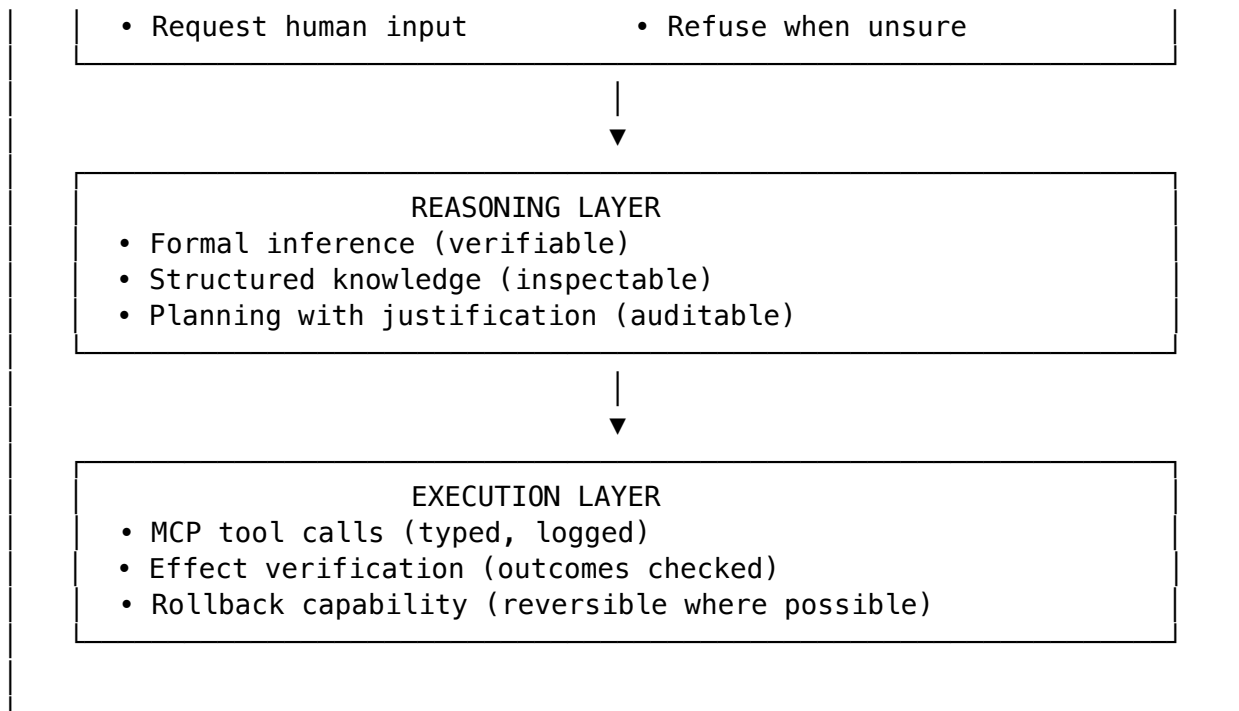 • Request human input • Refuse when unsure
REASONING LAYER
• Formal inference (verifiable)
• Structured knowledge (inspectable)
• Planning with justification (auditable)
EXECUTION LAYER
• MCP tool calls (typed, logged)
• Effect verification (outcomes checked)
• Rollback capability (reversible where possible)